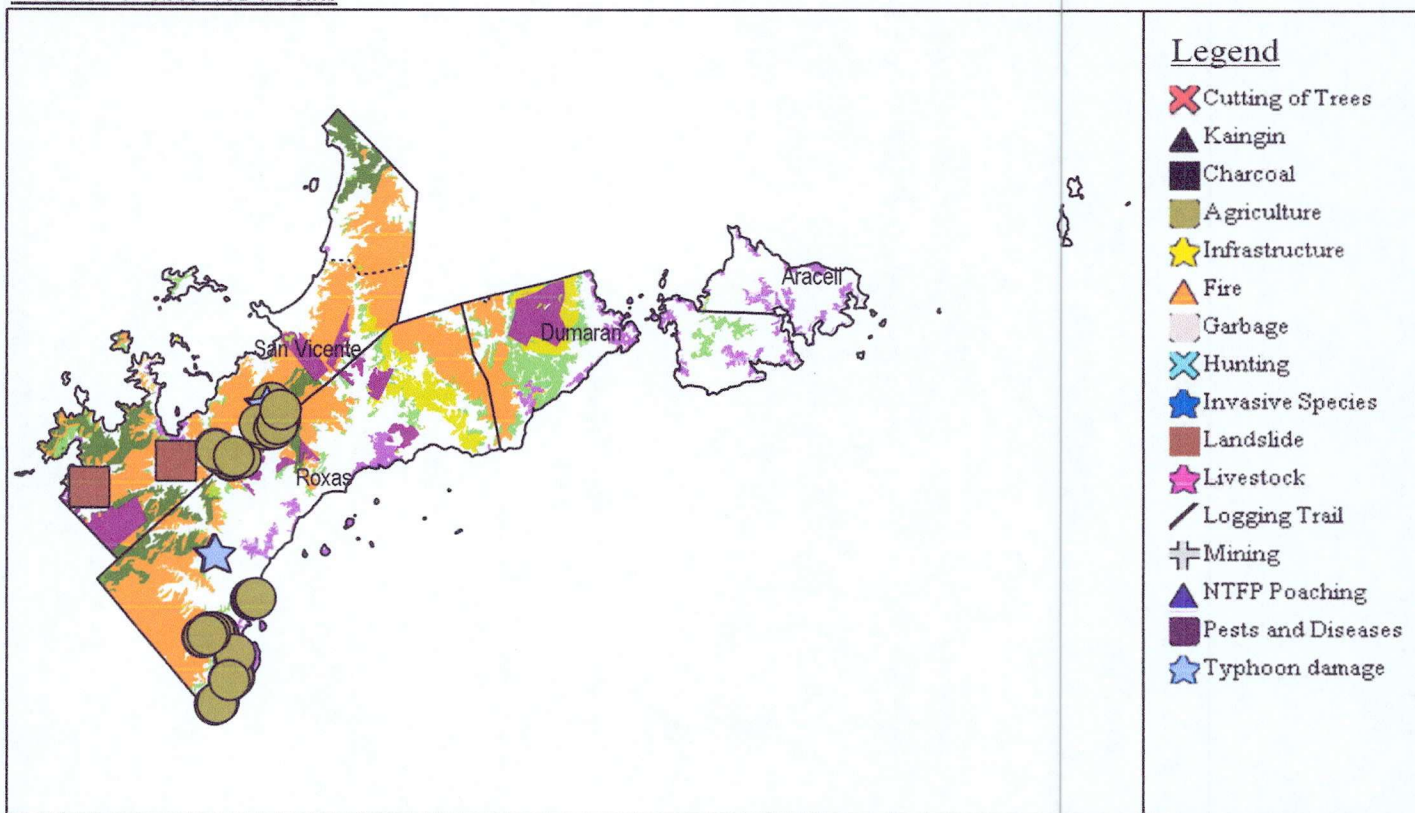 Legend
Cutting of Trees
Kaingin
Charcoal
Agriculture
Infrastructure
Fire
Garbage
Hunting
Invasive Species
Landslide
Livestock
Logging Trail
Mining
NTFP Poaching
Pests and Diseases
Typhoon damage
Aracell
Dumaran
San Vicente
Roxas